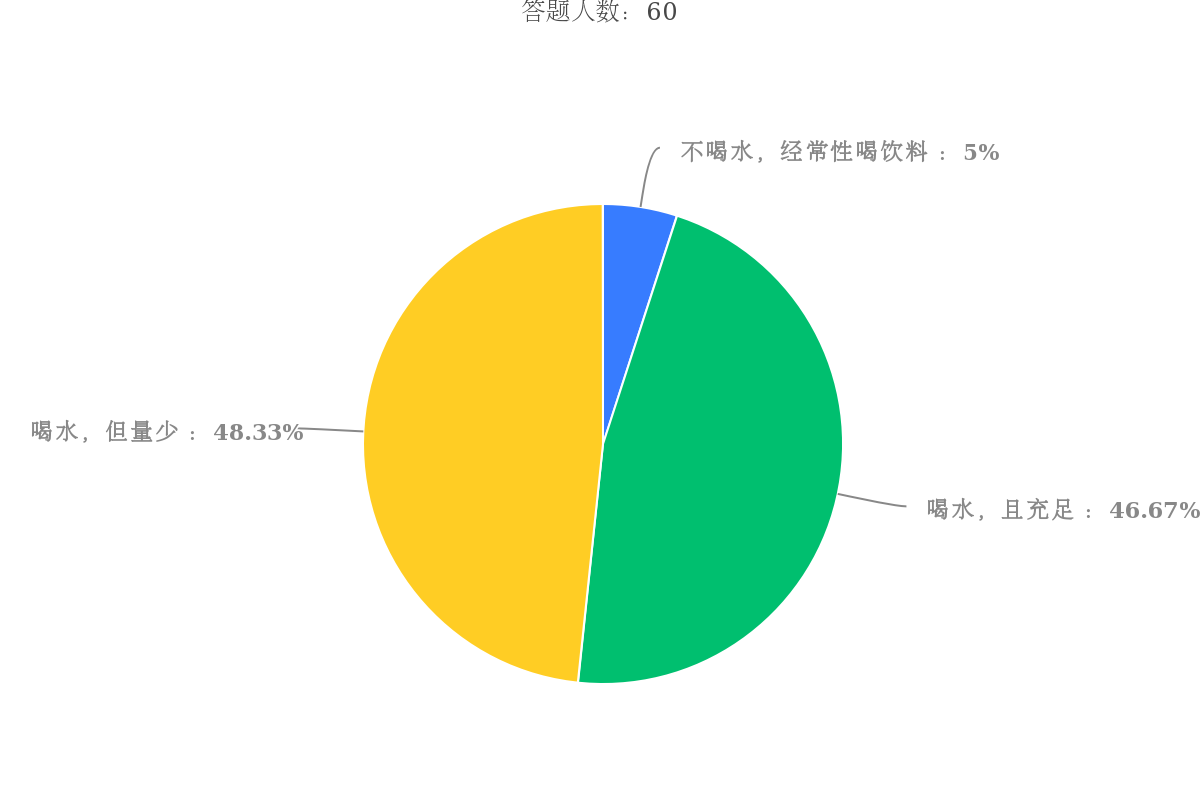 答题人数：60
不喝水，经常性喝饮料 ：5%
喝水，但量少 ：48.33%
喝水，且充足 ：46.67%